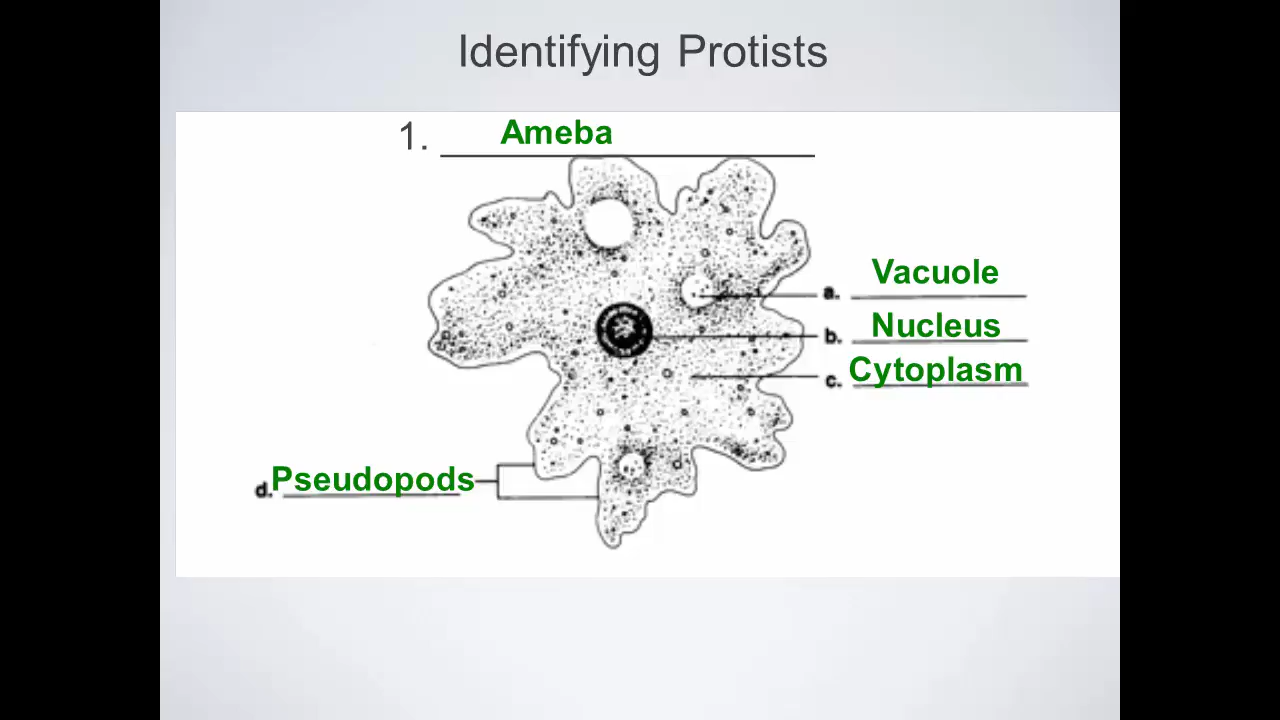 Identifying Protists
1. Ameba
a. Vacuole
b. Nucleus
c. Cytoplasm
d. Pseudopods